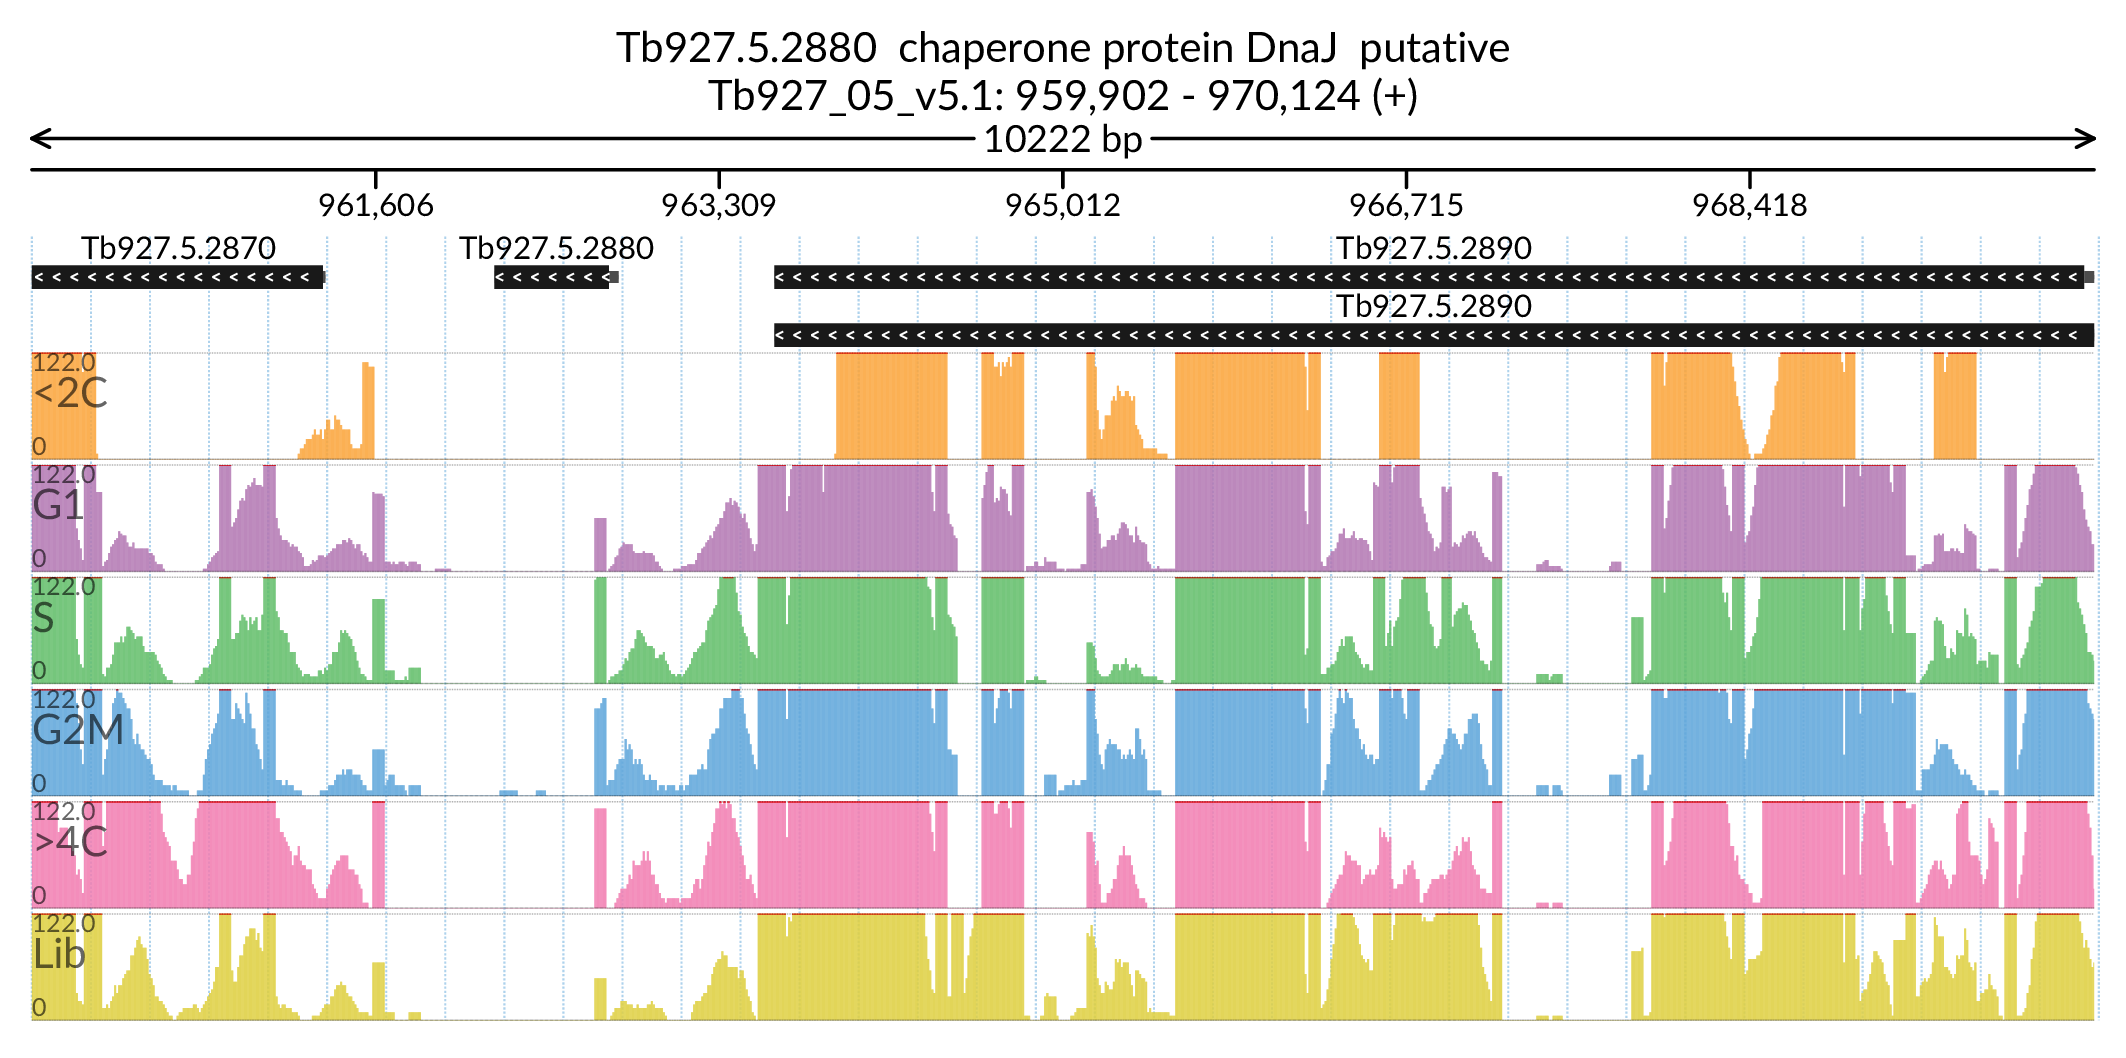 Tb927.5.2880 chaperone protein DnaJ putative
Tb927_05_v5.1: 959,902 - 970,124 (+)
10222 bp
961,606 963,309 965,012 966,715 968,418
Tb927.5.2870 Tb927.5.2880 Tb927.5.2890
Tb927.5.2890
122.0
<2C
0
122.0
G1
0
122.0
S
0
122.0
G2M
0
122.0
>4C
0
122.0
Lib
0